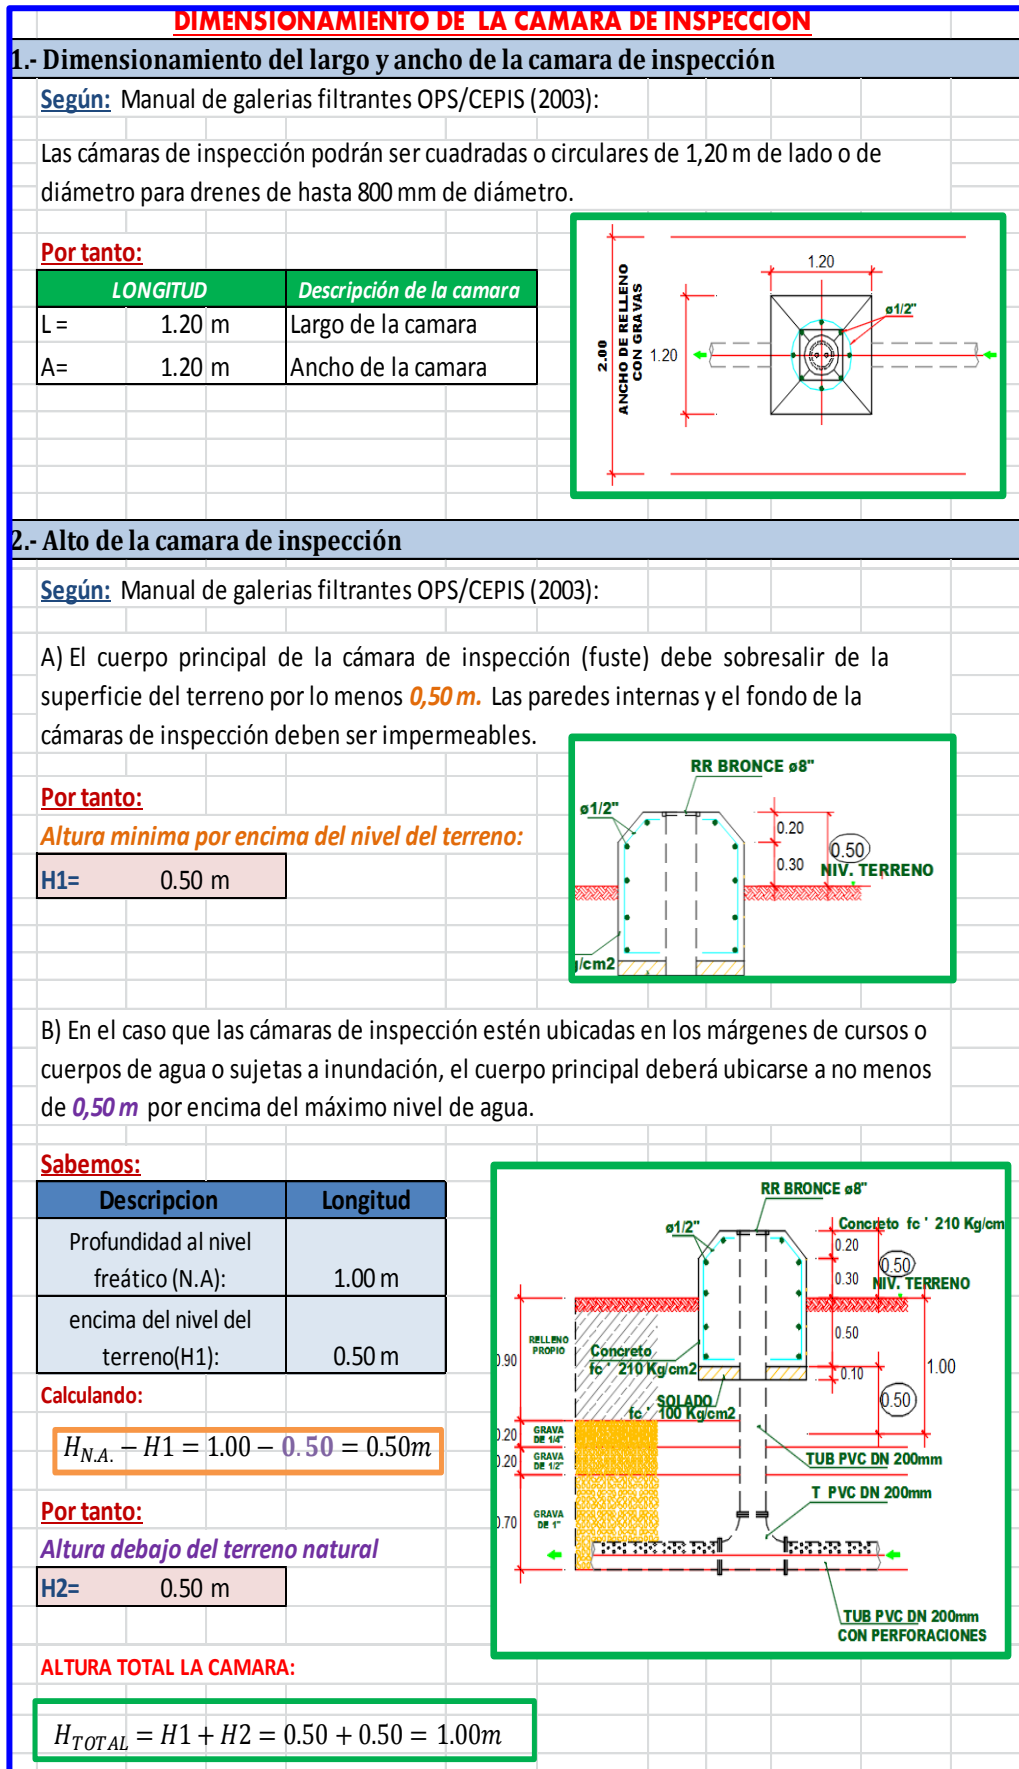 DIMENSIONAMIENTO DE LA CAMARA DE INSPECCION
1.- Dimensionamiento del largo y ancho de la camara de inspección
Según: Manual de galerias filtrantes OPS/CEPIS (2003):
Las cámaras de inspección podrán ser cuadradas o circulares de 1,20 m de lado o de
diámetro para drenes de hasta 800 mm de diámetro.
Por tanto:
LONGITUD Descripción de la camara
L = 1.20 m Largo de la camara
A= 1.20 m Ancho de la camara
1.20
ø1/2"
1.20
2.00
ANCHO DE RELLENO
CON GRAVAS
2.- Alto de la camara de inspección
Según: Manual de galerias filtrantes OPS/CEPIS (2003):
A) El cuerpo principal de la cámara de inspección (fuste) debe sobresalir de la
superficie del terreno por lo menos 0,50 m. Las paredes internas y el fondo de la
cámaras de inspección deben ser impermeables.
Por tanto:
Altura minima por encima del nivel del terreno:
H1= 0.50 m
RR BRONCE ø8"
ø1/2"
0.20
0.50
0.30
NIV. TERRENO
/cm2
B) En el caso que las cámaras de inspección estén ubicadas en los márgenes de cursos o
cuerpos de agua o sujetas a inundación, el cuerpo principal deberá ubicarse a no menos
de 0,50 m por encima del máximo nivel de agua.
Sabemos:
Descripcion Longitud
Profundidad al nivel
freático (N.A): 1.00 m
encima del nivel del
terreno(H1): 0.50 m
Calculando:
H_{N.A.} − H1 = 1.00 − 0.50 = 0.50m
Por tanto:
Altura debajo del terreno natural
H2= 0.50 m
RR BRONCE ø8"
ø1/2"
Concreto fc ' 210 Kg/cm
0.20
0.50
0.30
NIV. TERRENO
0.50
RELLENO
PROPIO
0.90
Concreto
fc ' 210 Kg/cm2
0.10
1.00
SOLADO
fc ' 100 Kg/cm2
0.50
0.20
GRAVA
DE 1/4"
0.20
GRAVA
DE 1/2"
TUB PVC DN 200mm
T PVC DN 200mm
0.70
GRAVA
DE 1"
TUB PVC DN 200mm
CON PERFORACIONES
ALTURA TOTAL LA CAMARA:
H_{TOTAL} = H1 + H2 = 0.50 + 0.50 = 1.00m